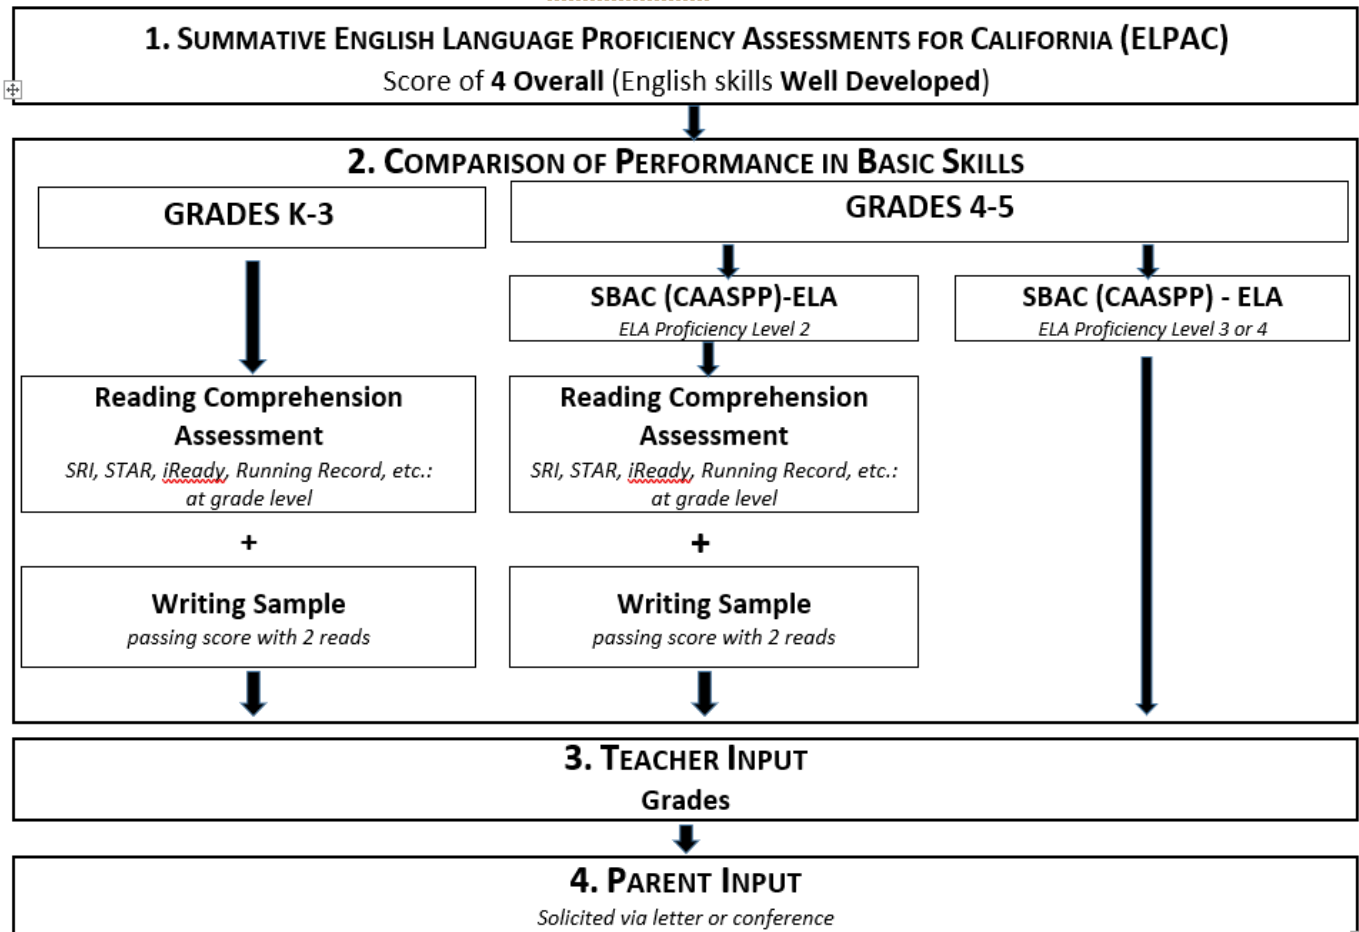 1. SUMMATIVE ENGLISH LANGUAGE PROFICIENCY ASSESSMENTS FOR CALIFORNIA (ELPAC)
Score of 4 Overall (English skills Well Developed)
2. COMPARISON OF PERFORMANCE IN BASIC SKILLS
GRADES K-3
GRADES 4-5
SBAC (CAASPP)-ELA
ELA Proficiency Level 2
SBAC (CAASPP) - ELA
ELA Proficiency Level 3 or 4
Reading Comprehension
Assessment
SRI, STAR, iReady, Running Record, etc.:
at grade level
+
Writing Sample
passing score with 2 reads
Reading Comprehension
Assessment
SRI, STAR, iReady, Running Record, etc.:
at grade level
+
Writing Sample
passing score with 2 reads
3. TEACHER INPUT
Grades
4. PARENT INPUT
Solicited via letter or conference